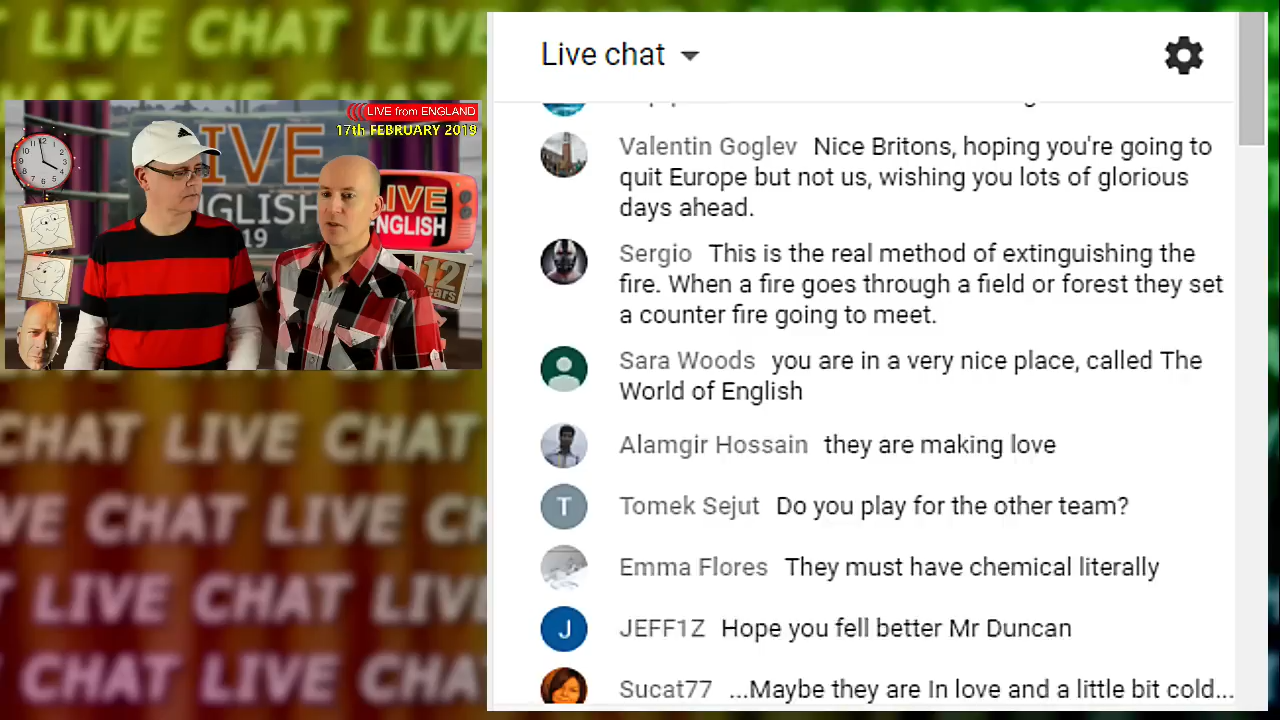 LIVE CHAT LIVE
Live chat
LIVE from ENGLAND
17th FEBRUARY 2019
LIVE
ENGLISH
19
LIVE
ENGLISH
12
Years
Valentin Goglev Nice Britons, hoping you're going to
quit Europe but not us, wishing you lots of glorious
days ahead.
Sergio This is the real method of extinguishing the
fire. When a fire goes through a field or forest they set
a counter fire going to meet.
Sara Woods you are in a very nice place, called The
World of English
Alamgir Hossain they are making love
T Tomek Sejut Do you play for the other team?
Emma Flores They must have chemical literally
J JEFF1Z Hope you fell better Mr Duncan
Sucat77 ...Maybe they are In love and a little bit cold...
CHAT LIVE CHAT
VE CHAT LIVE CH
T LIVE CHAT LIVE
CHAT LIVE CHAT